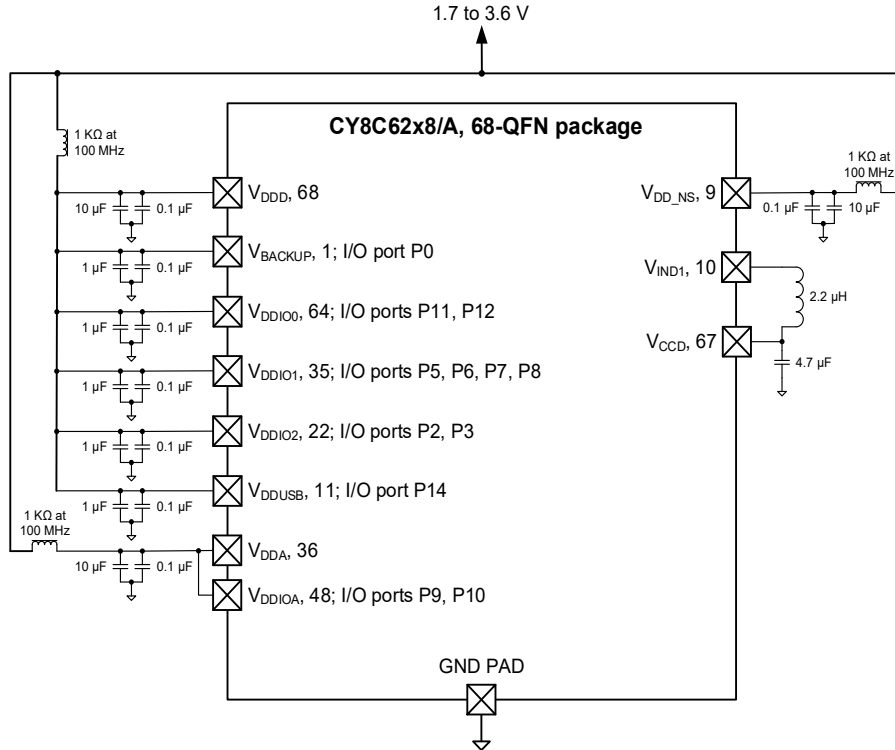 1.7 to 3.6 V
CY8C62x8/A, 68-QFN package
1 KΩ at
100 MHz
10 µF
0.1 µF
VDDD, 68
1 µF
0.1 µF
VBACKUP, 1; I/O port P0
1 µF
0.1 µF
VDDIO0, 64; I/O ports P11, P12
1 µF
0.1 µF
VDDIO1, 35; I/O ports P5, P6, P7, P8
1 µF
0.1 µF
VDDIO2, 22; I/O ports P2, P3
1 µF
0.1 µF
VDDUSB, 11; I/O port P14
1 KΩ at
100 MHz
10 µF
0.1 µF
VDDA, 36
VDDIOA, 48; I/O ports P9, P10
1 KΩ at
100 MHz
VDD_NS, 9
0.1 µF
10 µF
VIND1, 10
2.2 µH
VCCD, 67
4.7 µF
GND PAD